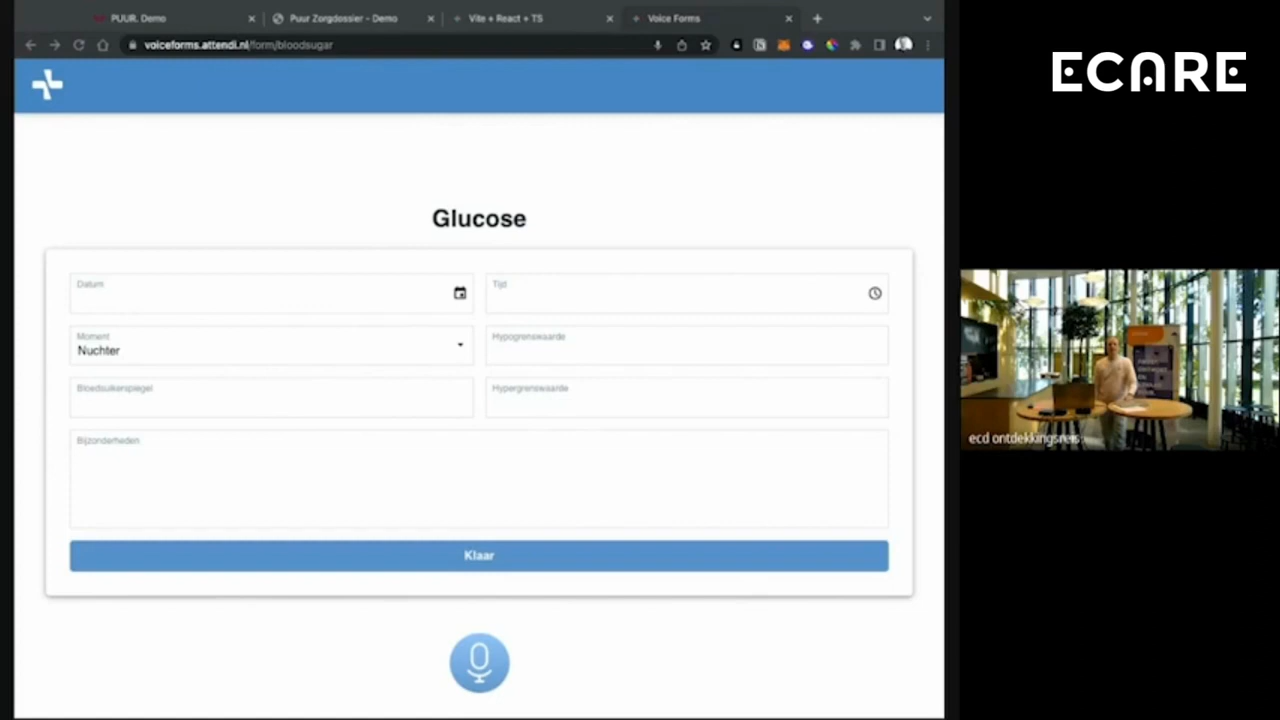 PUUR. Demo
Puur Zorgdossier - Demo
Vite + React + TS
Voice Forms
voiceforms.attendi.nl/form/bloodsugar
ECARE
Glucose
Datum
Tijd
Moment
Nuchter
Hypogrenswaarde
Bloedsuikerspiegel
Hypergrenswaarde
Bijzonderheden
Klaar
ecd ontdekkingsreis